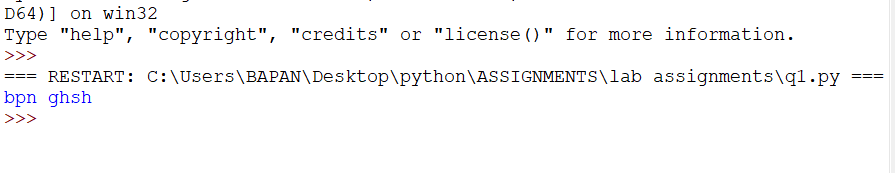 D64)] on win32
Type "help", "copyright", "credits" or "license()" for more information.
>>>
=== RESTART: C:\Users\BAPAN\Desktop\python\ASSIGNMENTS\lab assignments\q1.py ===
bpn ghsh
>>>